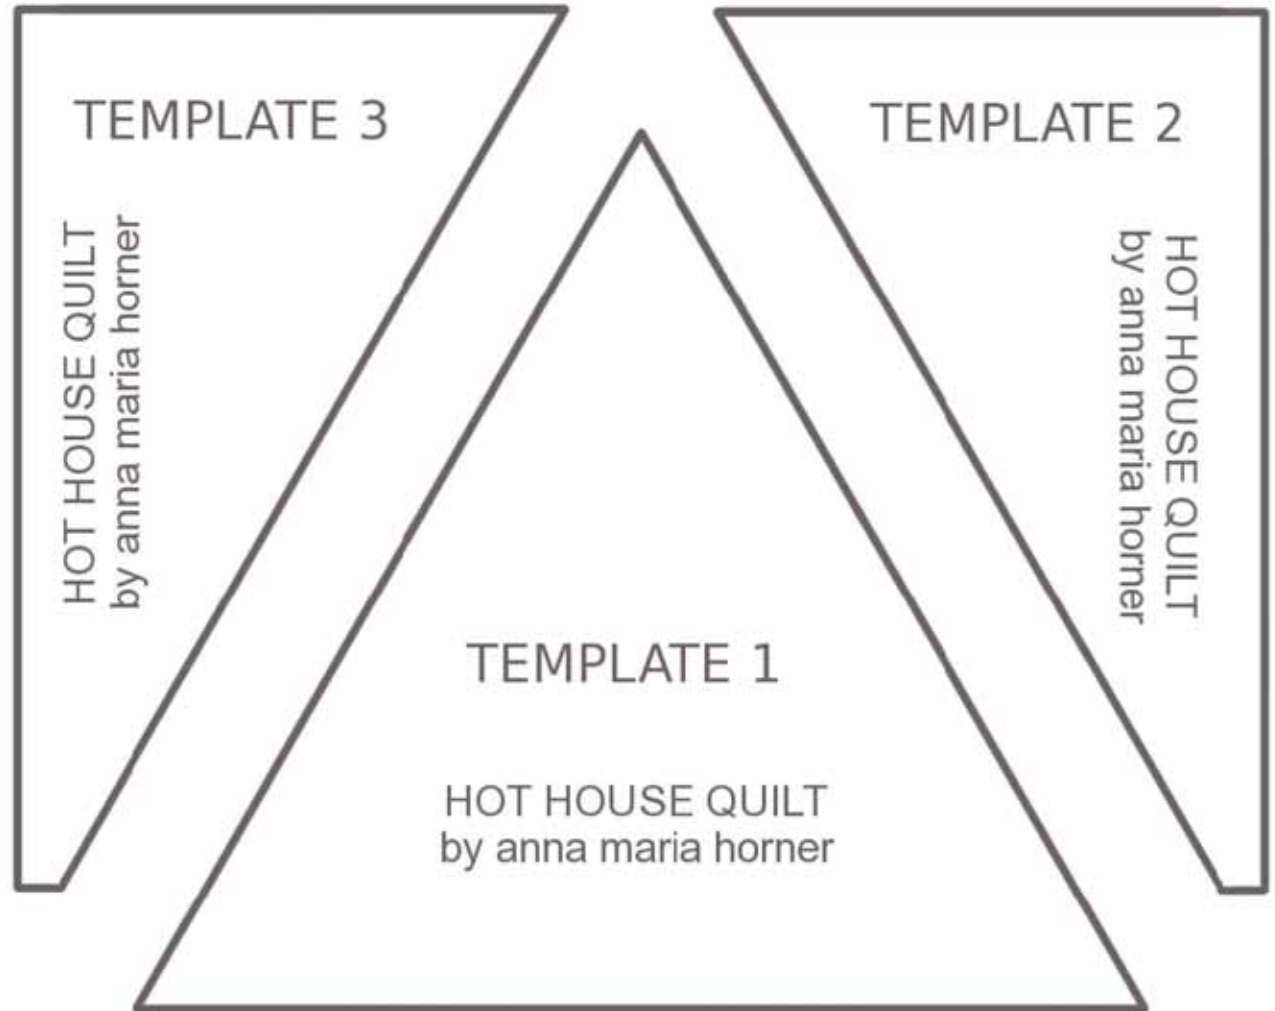 TEMPLATE 3
HOT HOUSE QUILT
by anna maria horner
TEMPLATE 2
HOT HOUSE QUILT
by anna maria horner
TEMPLATE 1
HOT HOUSE QUILT
by anna maria horner